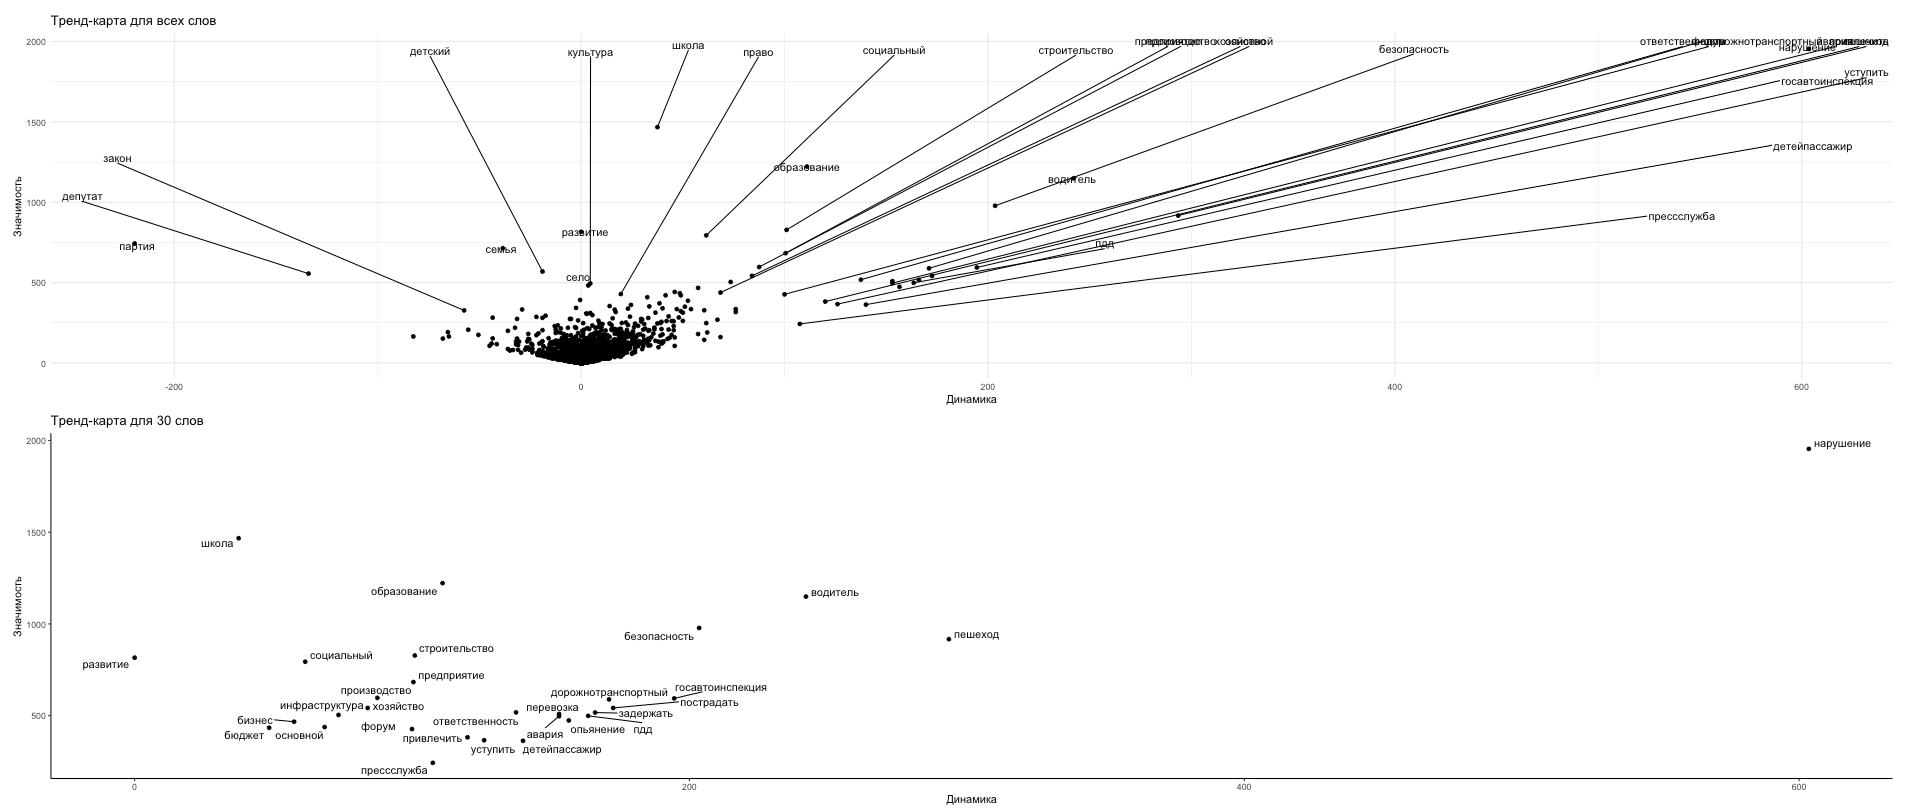 Тренд-карта для всех слов
детский
культура
школа
право
социальный
строительство
безопасность
нарушение
уступить
госавтоинспекция
детейпассажир
закон
образование
водитель
депутат
прессслужба
развитие
партия
семья
пдд
село
Значимость
2000
1500
1000
500
0
-200
0
200
400
600
Динамика
Тренд-карта для 30 слов
нарушение
школа
образование
водитель
безопасность
пешеход
строительство
социальный
развитие
предприятие
производство
дорожнотранспортный
госавтоинспекция
инфраструктура
хозяйство
перевозка
пострадать
бизнес
ответственность
задержать
бюджет
основной
форум
привлечить
авария
опьянение
пдд
уступить
детейпассажир
прессслужба
Значимость
2000
1500
1000
500
0
200
400
600
Динамика